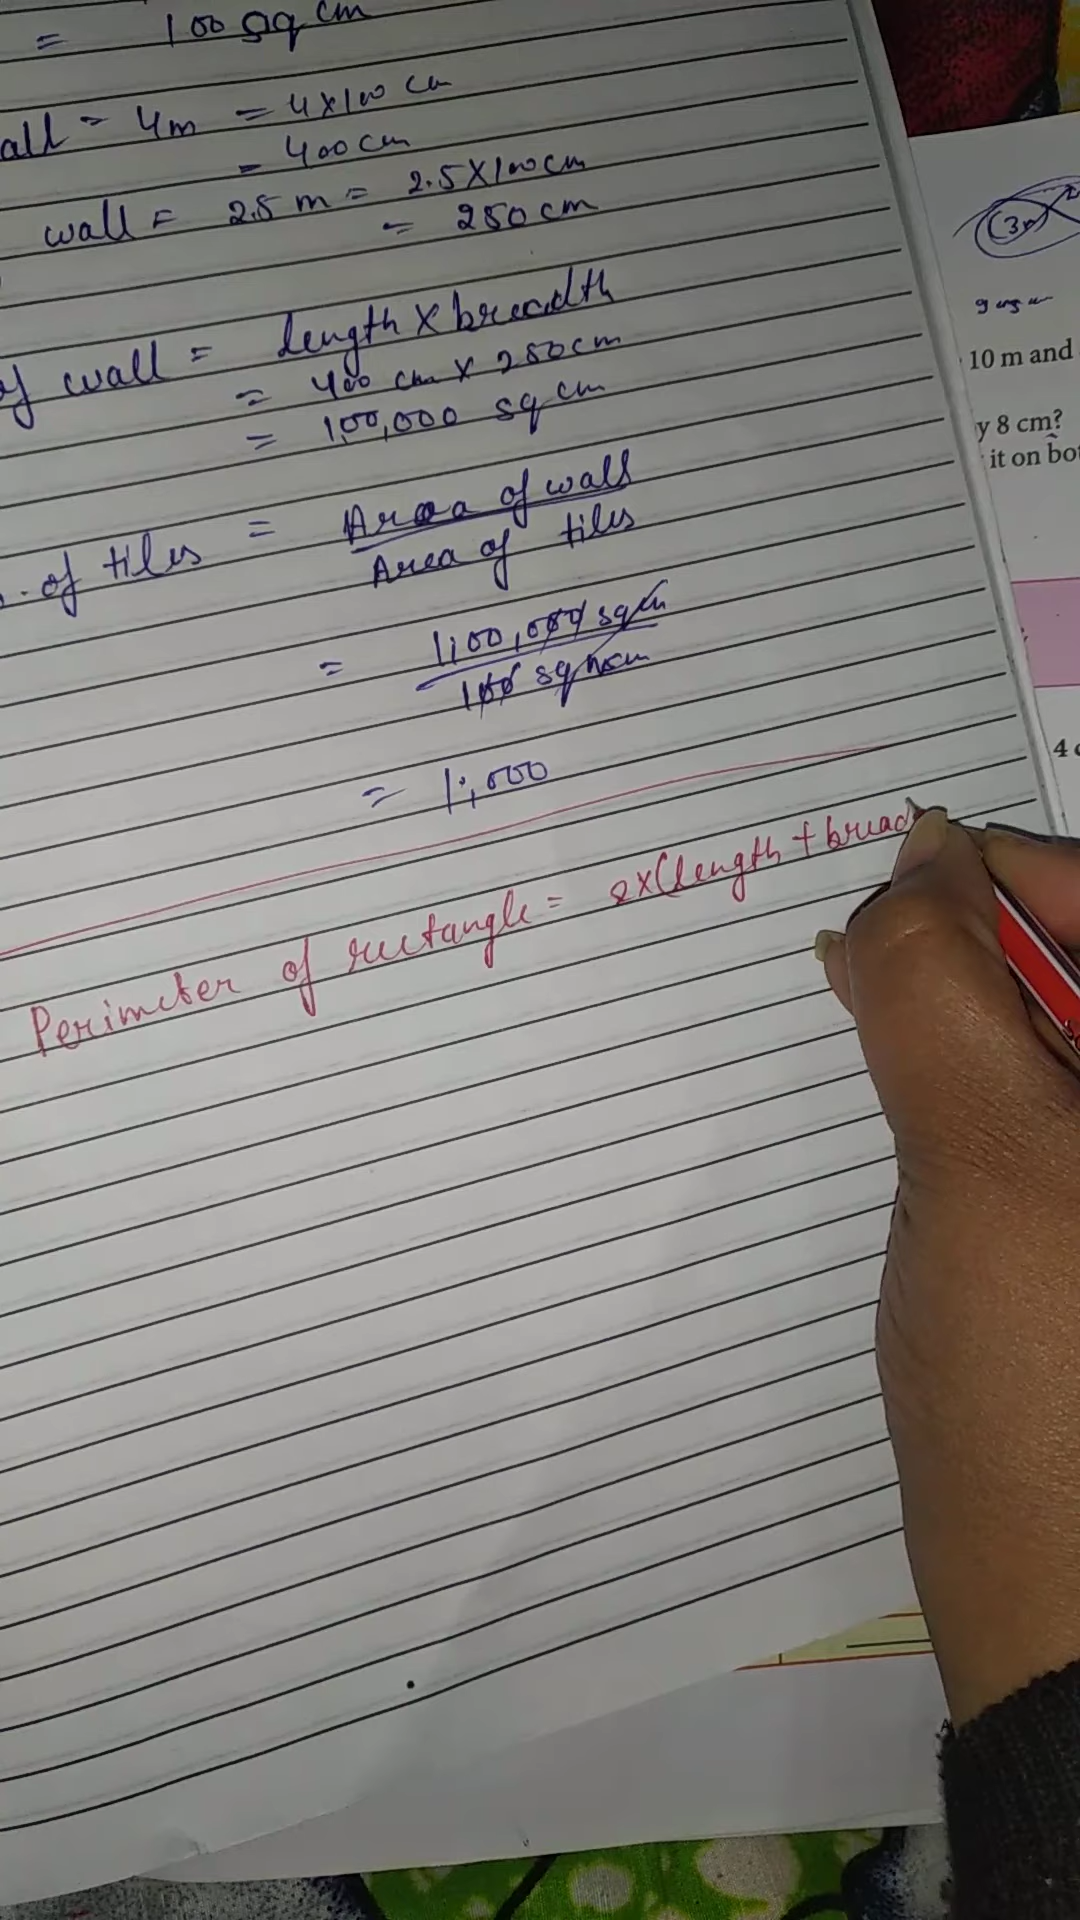 = 100 sq cm
all = 4m = 4×100 cm
= 400 cm
wall = 2.5 m = 2.5×100 cm
= 250 cm
of wall = length × breadth
= 400 cm × 250 cm
= 1,00,000 sq cm
. of tiles = Area of wall
Area of tiles
= 1,00,000 sq cm
100 sq cm
= 1,000
Perimeter of rectangle = 2×(length + bread
(3
10 m and
y 8 cm?
it on bo
4 c